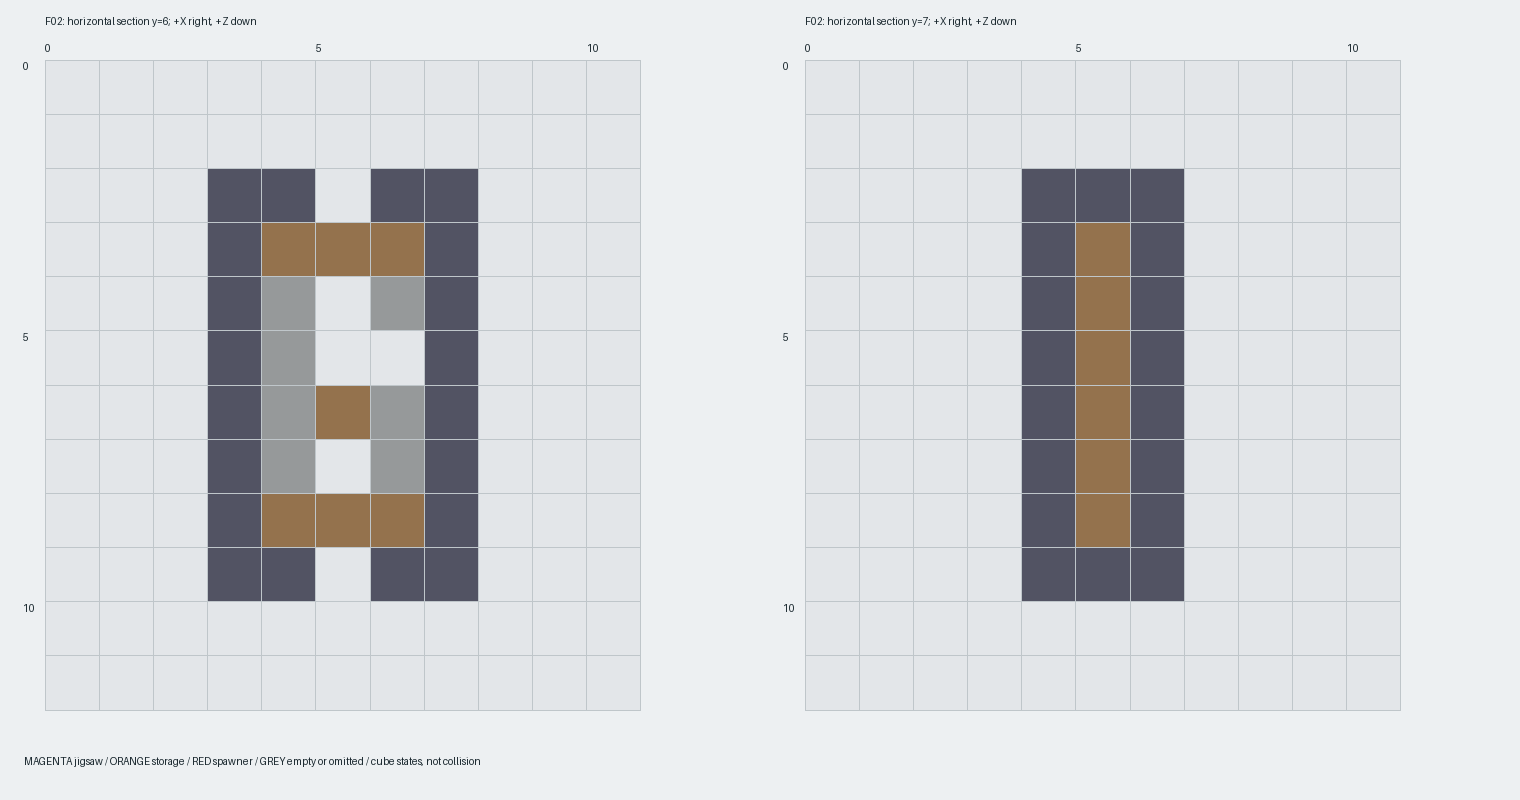 F02: horizontal section y=6; +X right, +Z down
F02: horizontal section y=7; +X right, +Z down
0 5 10
0 5 10
0
0
5
5
10
10
MAGENTA jigsaw / ORANGE storage / RED spawner / GREY empty or omitted / cube states, not collision